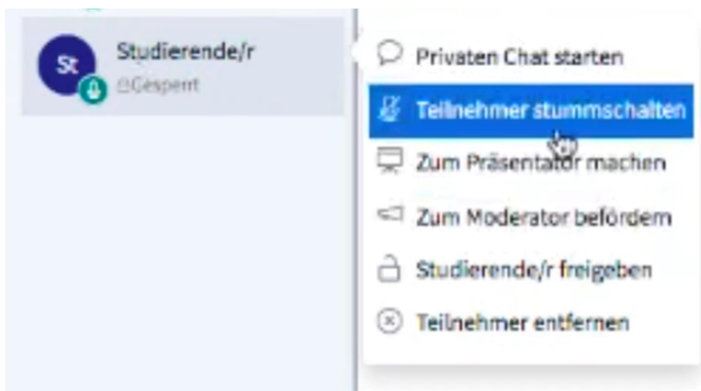 St
Studierende/r
Gesperrt
Privaten Chat starten
Teilnehmer stummschalten
Zum Präsentator machen
Zum Moderator befördern
Studierende/r freigeben
Teilnehmer entfernen